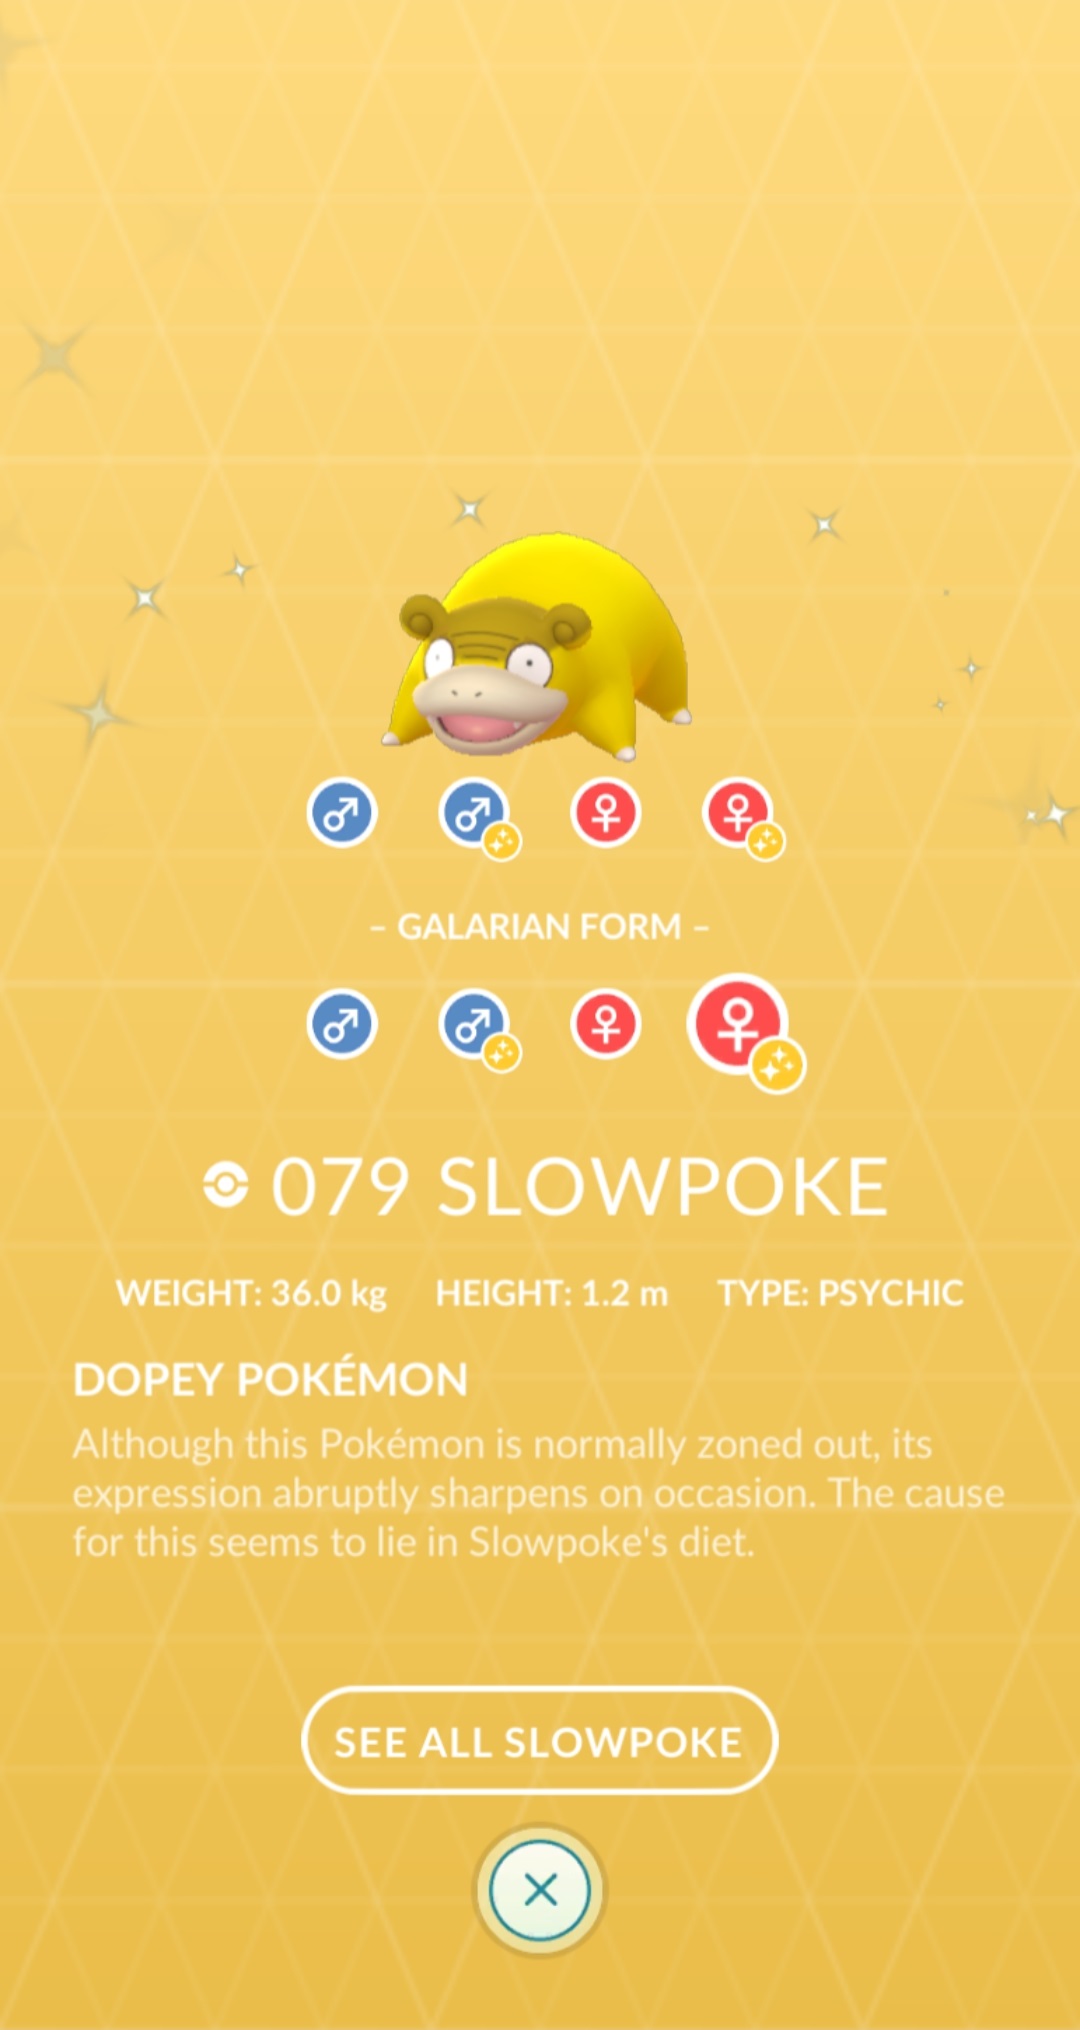 – GALARIAN FORM –
079 SLOWPOKE
WEIGHT: 36.0 kg HEIGHT: 1.2 m TYPE: PSYCHIC
DOPEY POKÉMON
Although this Pokémon is normally zoned out, its
expression abruptly sharpens on occasion. The cause
for this seems to lie in Slowpoke's diet.
SEE ALL SLOWPOKE